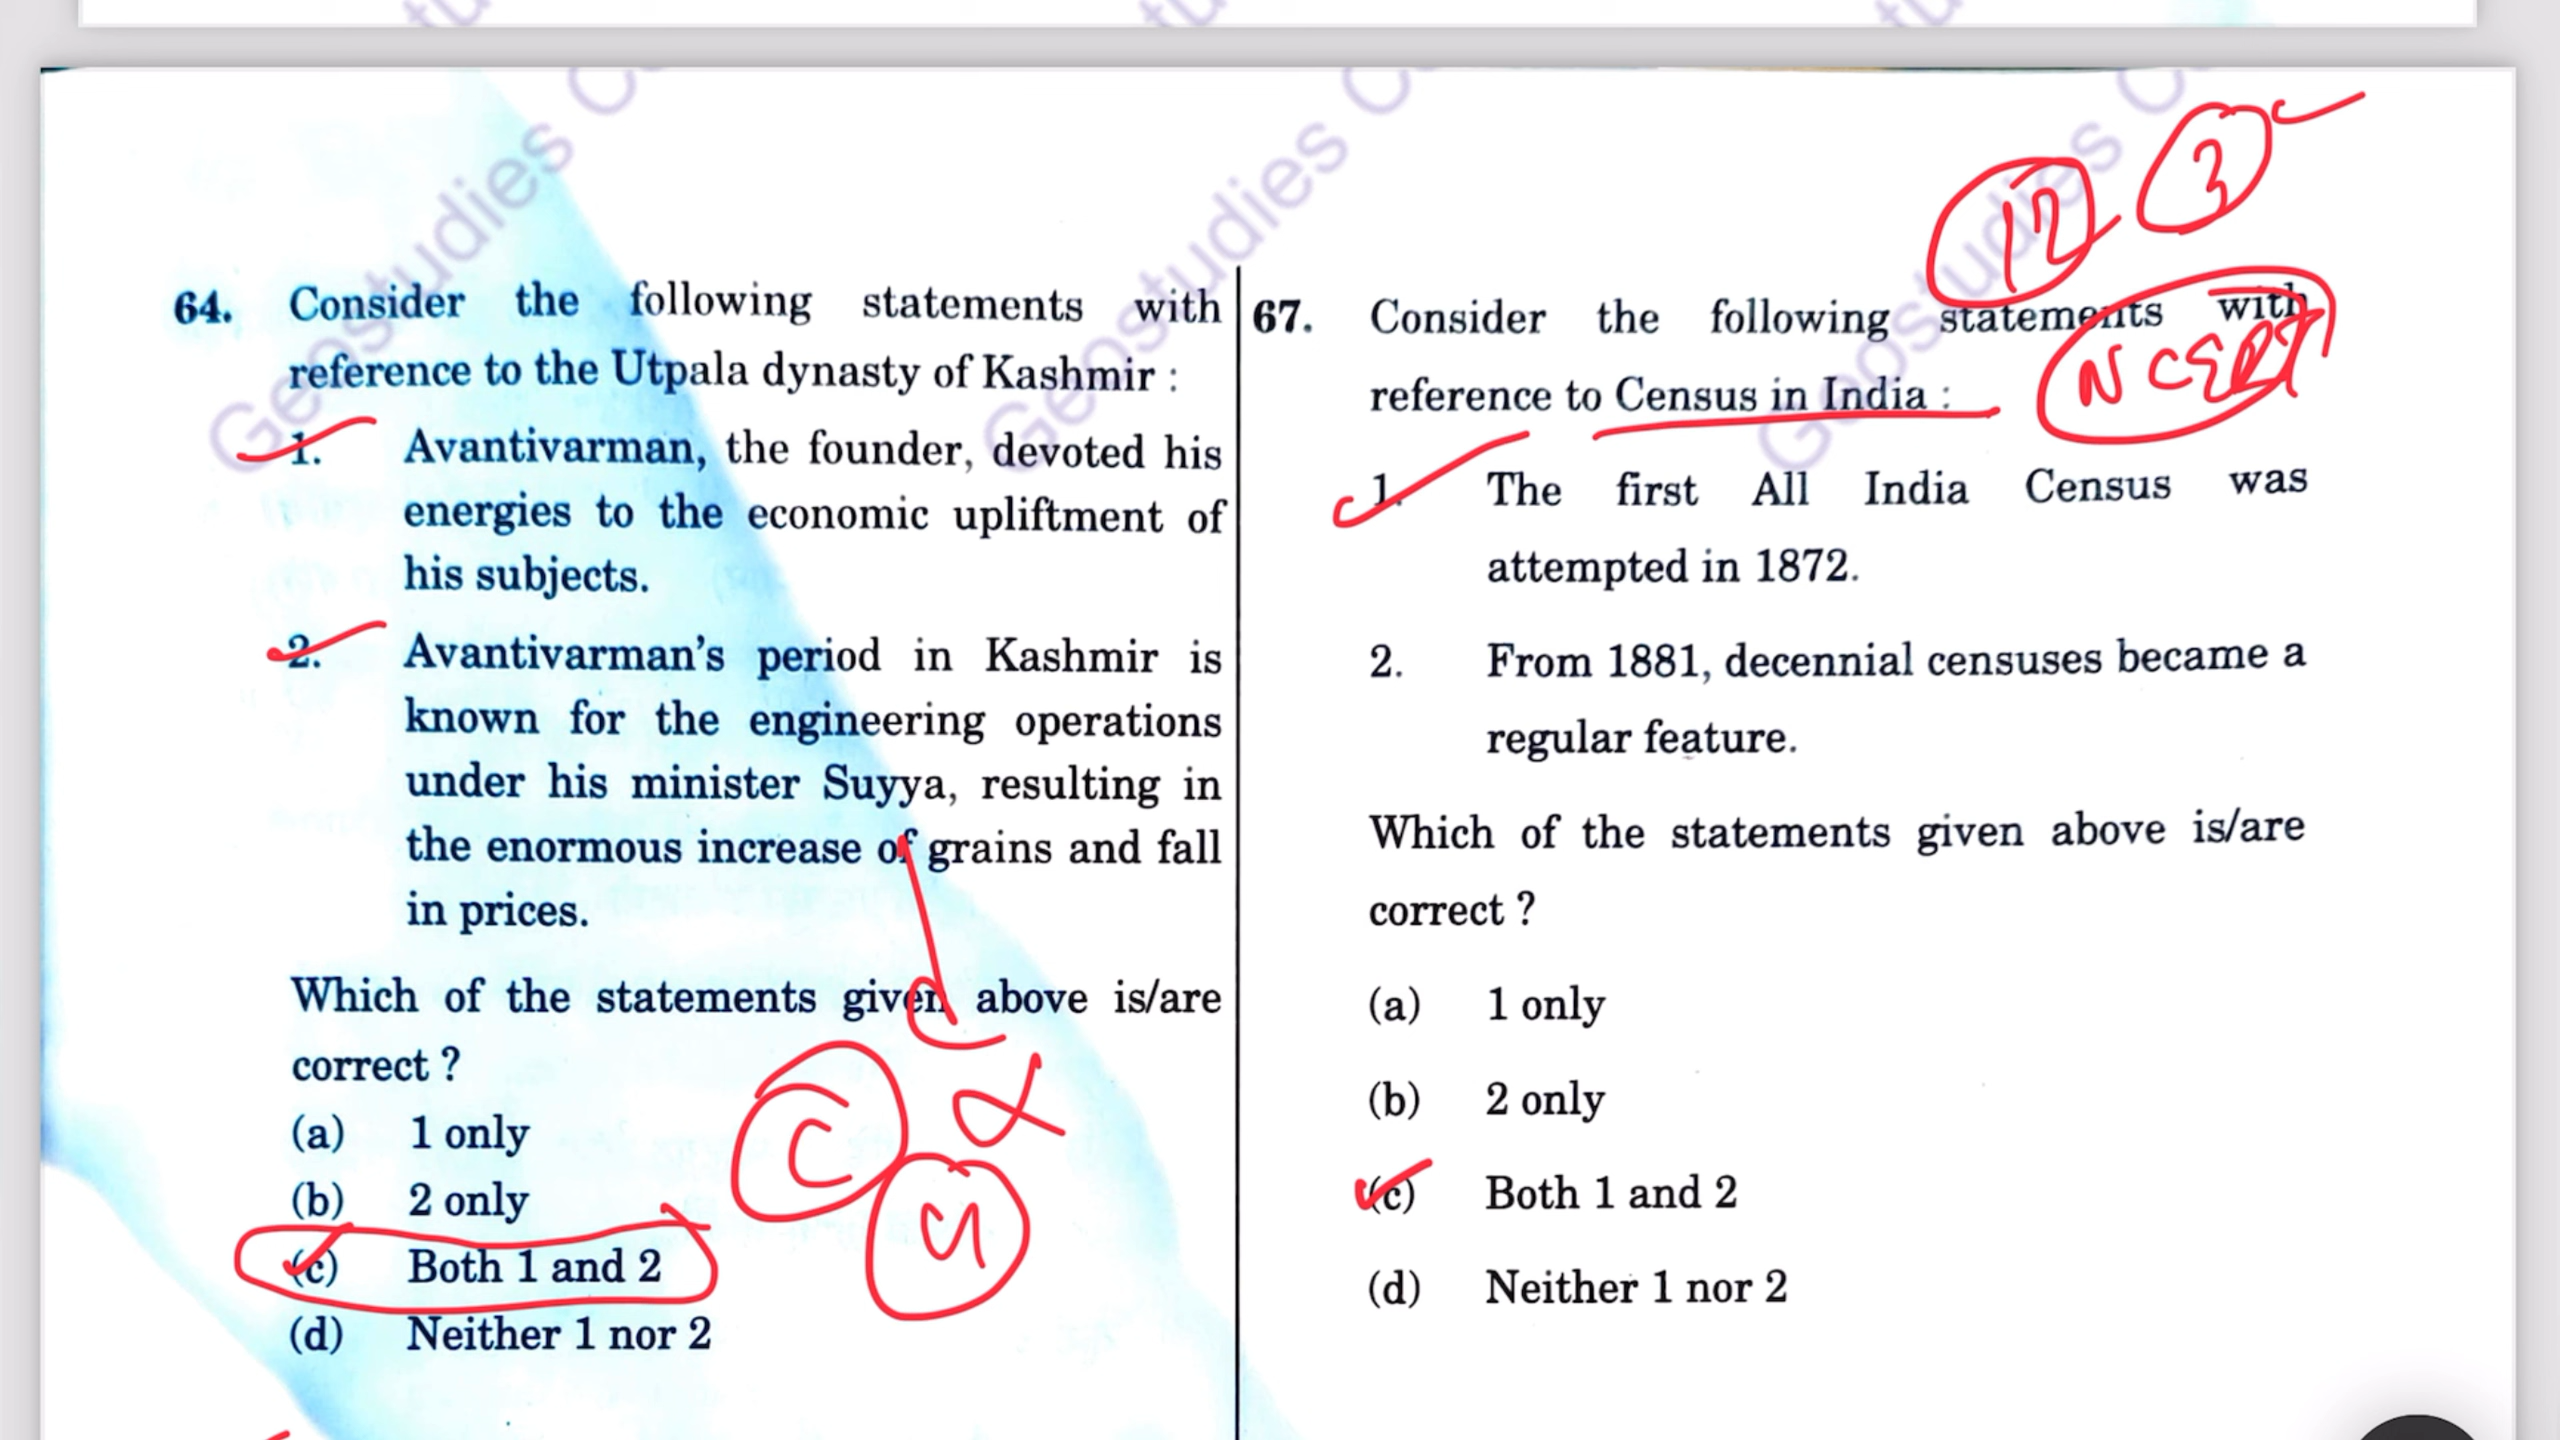 Geostudies
Geostudies
Geostudies
64. Consider the following statements with
reference to the Utpala dynasty of Kashmir :
1. Avantivarman, the founder, devoted his
energies to the economic upliftment of
his subjects.
2. Avantivarman's period in Kashmir is
known for the engineering operations
under his minister Suyya, resulting in
the enormous increase of grains and fall
in prices.
Which of the statements given above is/are
correct ?
(a) 1 only
(b) 2 only
(c) Both 1 and 2
(d) Neither 1 nor 2
C
12
3
NCERT
67. Consider the following statements with
reference to Census in India :
1. The first All India Census was
attempted in 1872.
2. From 1881, decennial censuses became a
regular feature.
Which of the statements given above is/are
correct ?
(a) 1 only
(b) 2 only
(c) Both 1 and 2
(d) Neither 1 nor 2